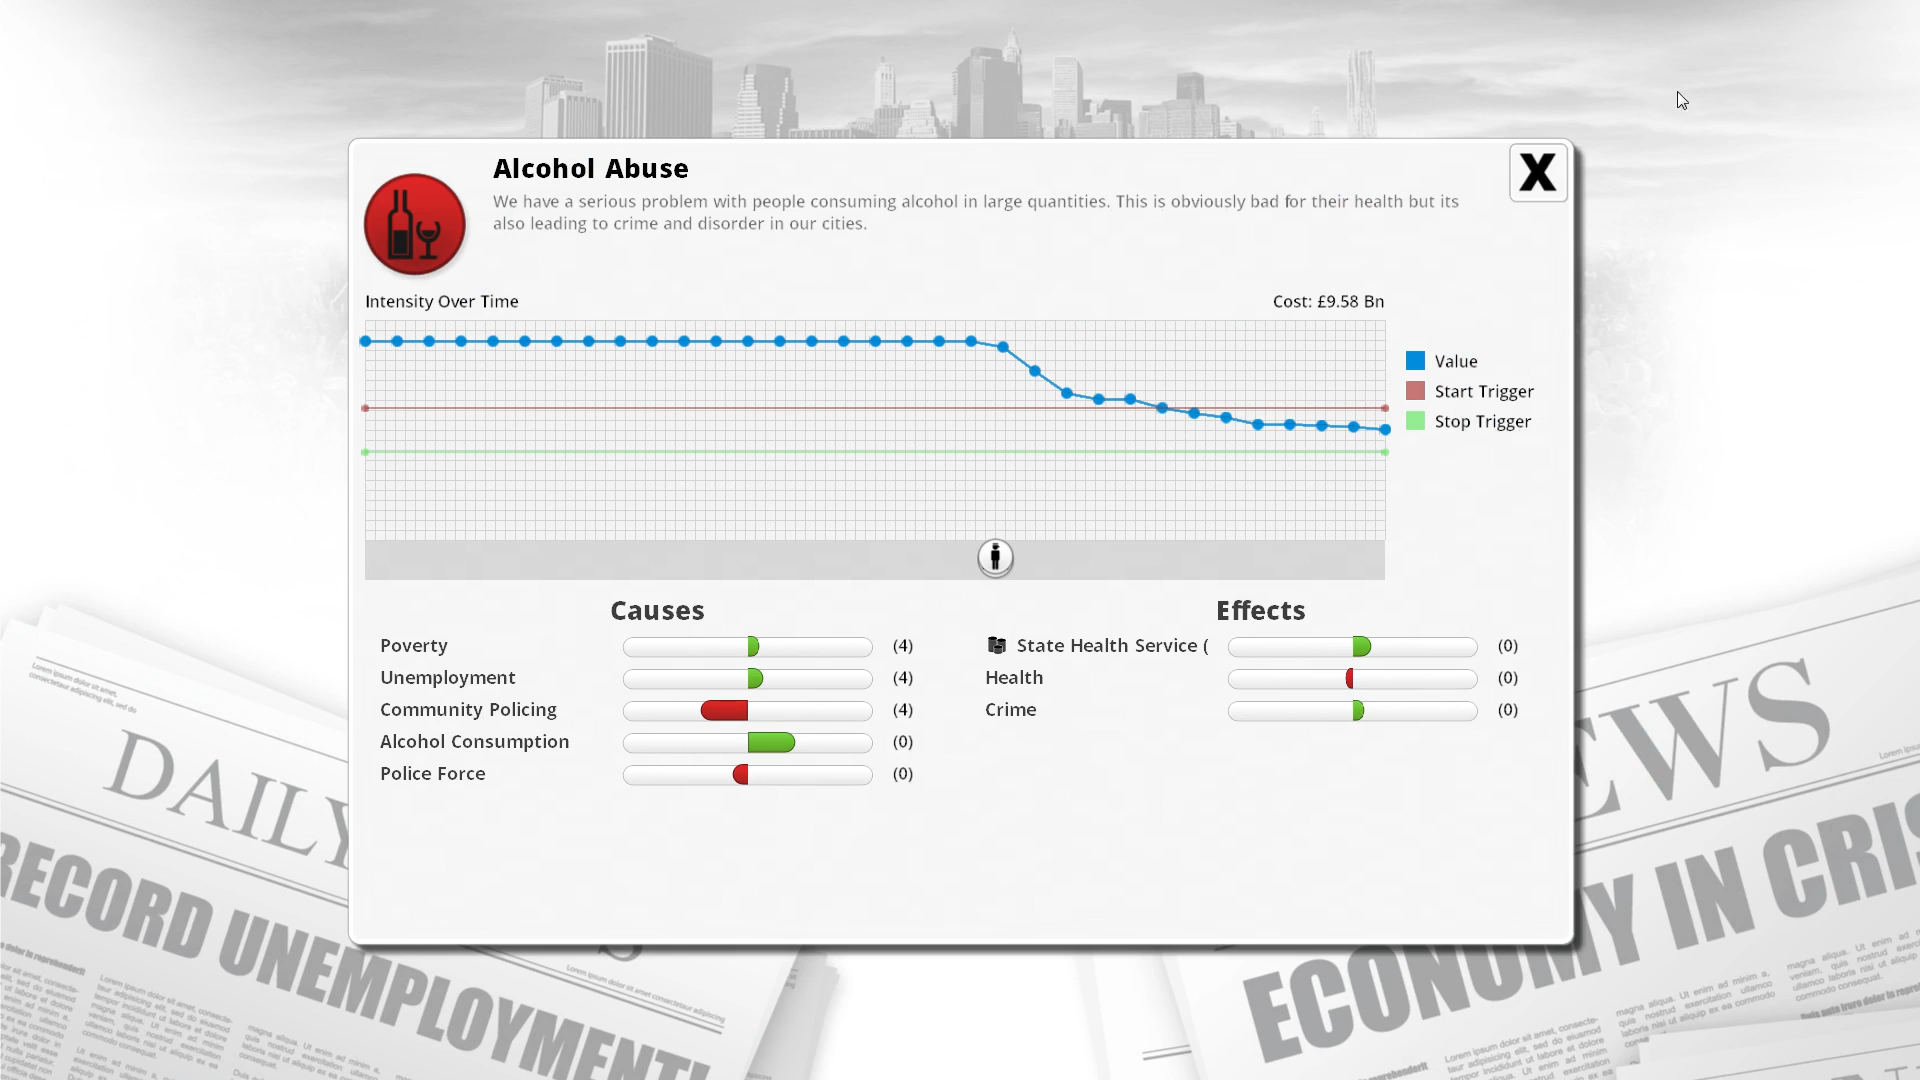 Alcohol Abuse
X
We have a serious problem with people consuming alcohol in large quantities. This is obviously bad for their health but its
also leading to crime and disorder in our cities.
Intensity Over Time
Cost: £9.58 Bn
Value
Start Trigger
Stop Trigger
Causes
Poverty (4)
Unemployment (4)
Community Policing (4)
Alcohol Consumption (0)
Police Force (0)
Effects
State Health Service ( (0)
Health (0)
Crime (0)
DAILY
RECORD UNEMPLOYMENT!
EWS
ECONOMY IN CRIS